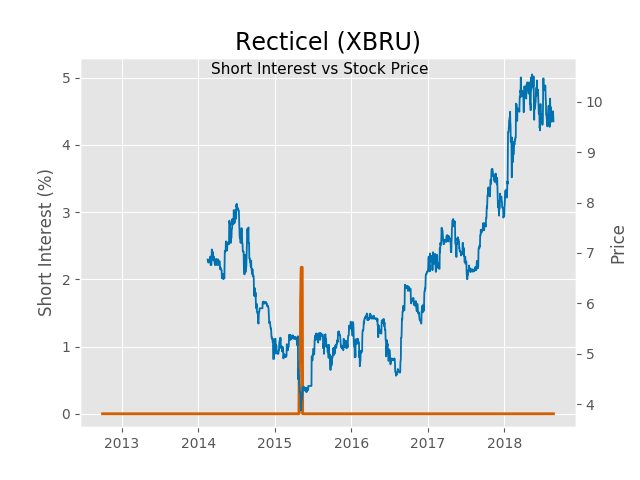 Recticel (XBRU)
Short Interest vs Stock Price
5
4
3
2
1
0
Short Interest (%)
10
9
8
7
6
5
4
Price
2013 2014 2015 2016 2017 2018